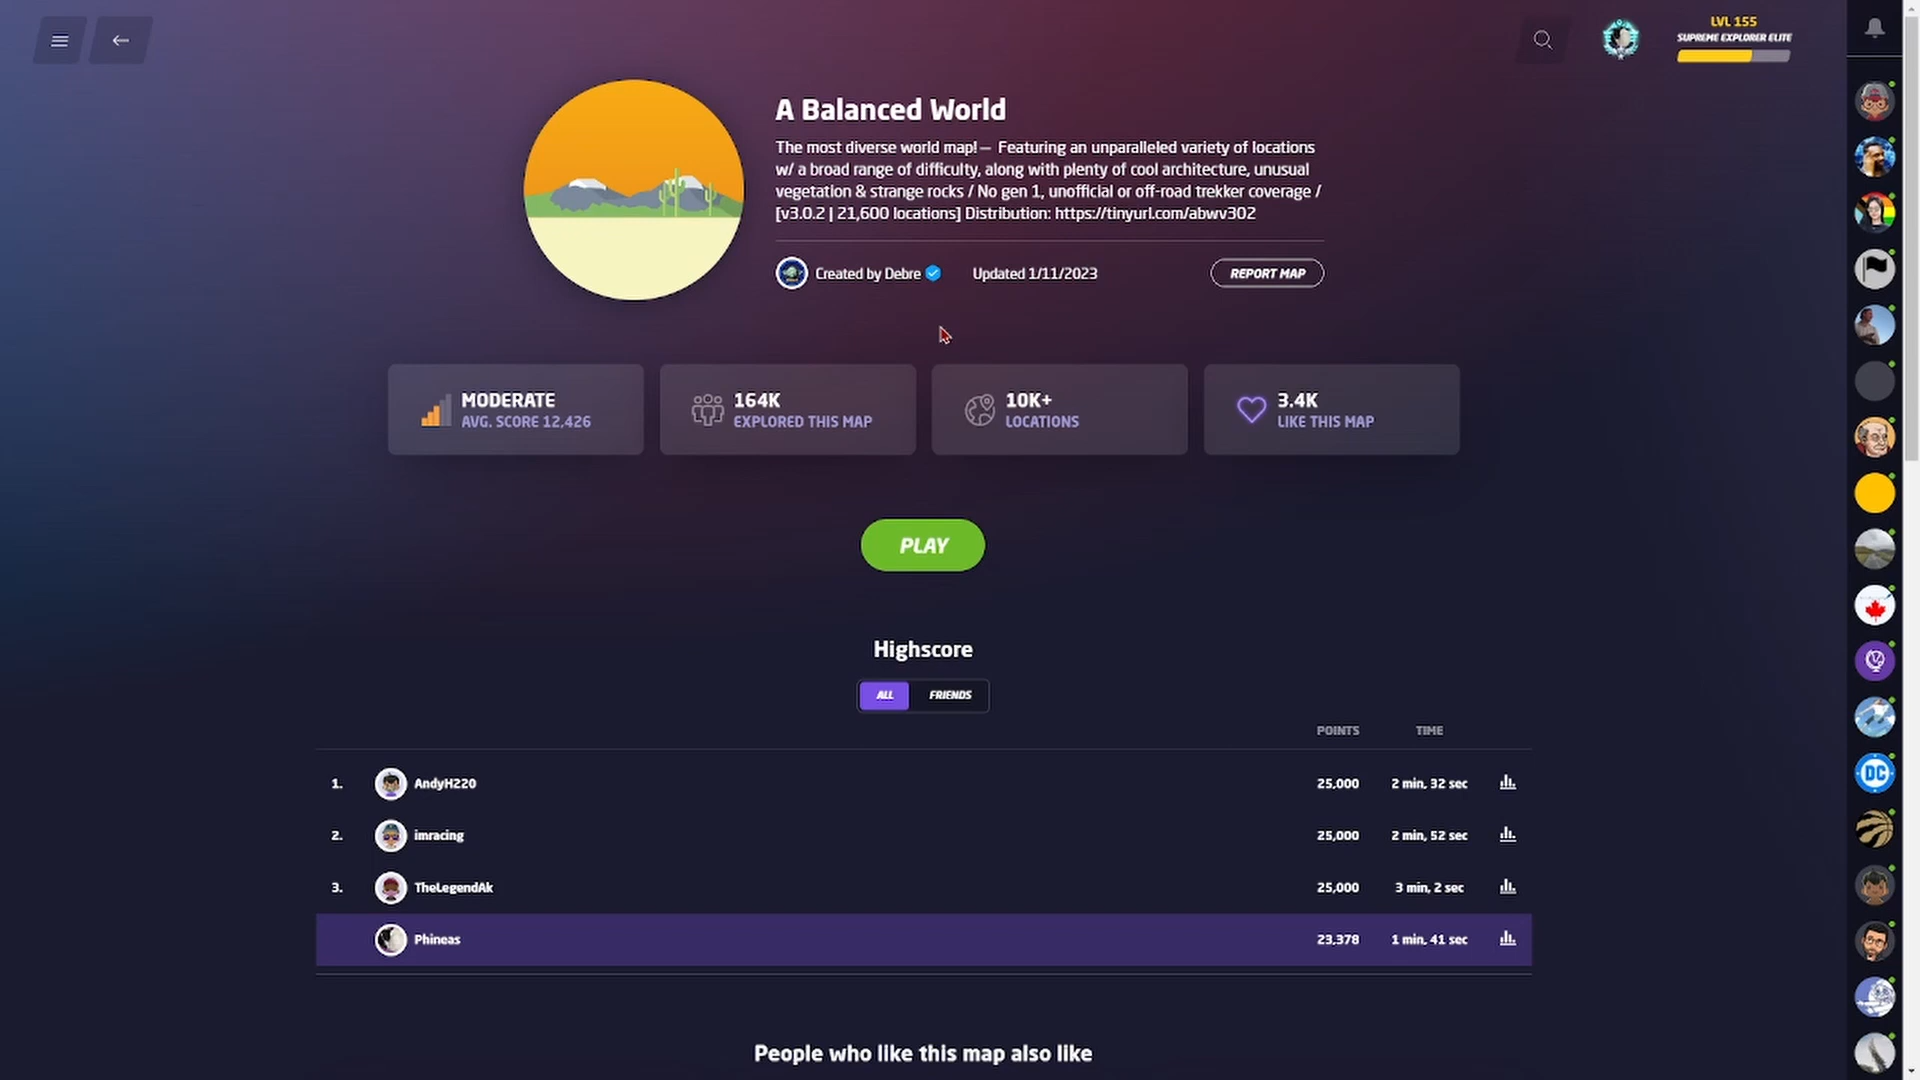 LVL 155
SUPREME EXPLORER ELITE
A Balanced World
The most diverse world map! — Featuring an unparalleled variety of locations
w/ a broad range of difficulty, along with plenty of cool architecture, unusual
vegetation & strange rocks / No gen 1, unofficial or off-road trekker coverage /
[v3.0.2 | 21,600 locations] Distribution: https://tinyurl.com/abwv302
Created by Debre
Updated 1/11/2023
REPORT MAP
MODERATE
AVG. SCORE 12,426
164K
EXPLORED THIS MAP
10K+
LOCATIONS
3.4K
LIKE THIS MAP
PLAY
Highscore
ALL
FRIENDS
POINTS
TIME
1. AndyH220 25,000 2 min, 32 sec
2. imracing 25,000 2 min, 52 sec
3. TheLegendAk 25,000 3 min, 2 sec
Phineas 23,378 1 min, 41 sec
People who like this map also like
DC